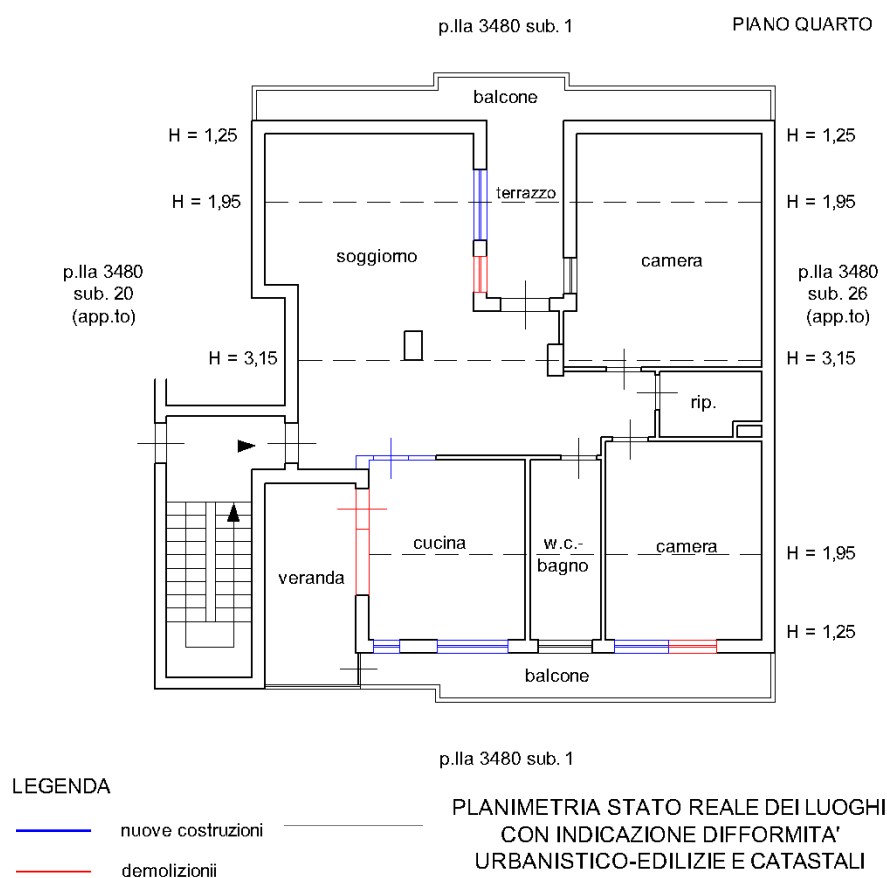 p.lla 3480 sub. 1
PIANO QUARTO
balcone
H = 1,25
H = 1,25
H = 1,95
terrazzo
H = 1,95
soggiorno
camera
p.lla 3480
sub. 20
(app.to)
p.lla 3480
sub. 26
(app.to)
H = 3,15
H = 3,15
rip.
cucina
w.c.-
bagno
camera
H = 1,95
veranda
H = 1,25
balcone
p.lla 3480 sub. 1
LEGENDA
nuove costruzioni
demolizionii
PLANIMETRIA STATO REALE DEI LUOGHI
CON INDICAZIONE DIFFORMITA'
URBANISTICO-EDILIZIE E CATASTALI